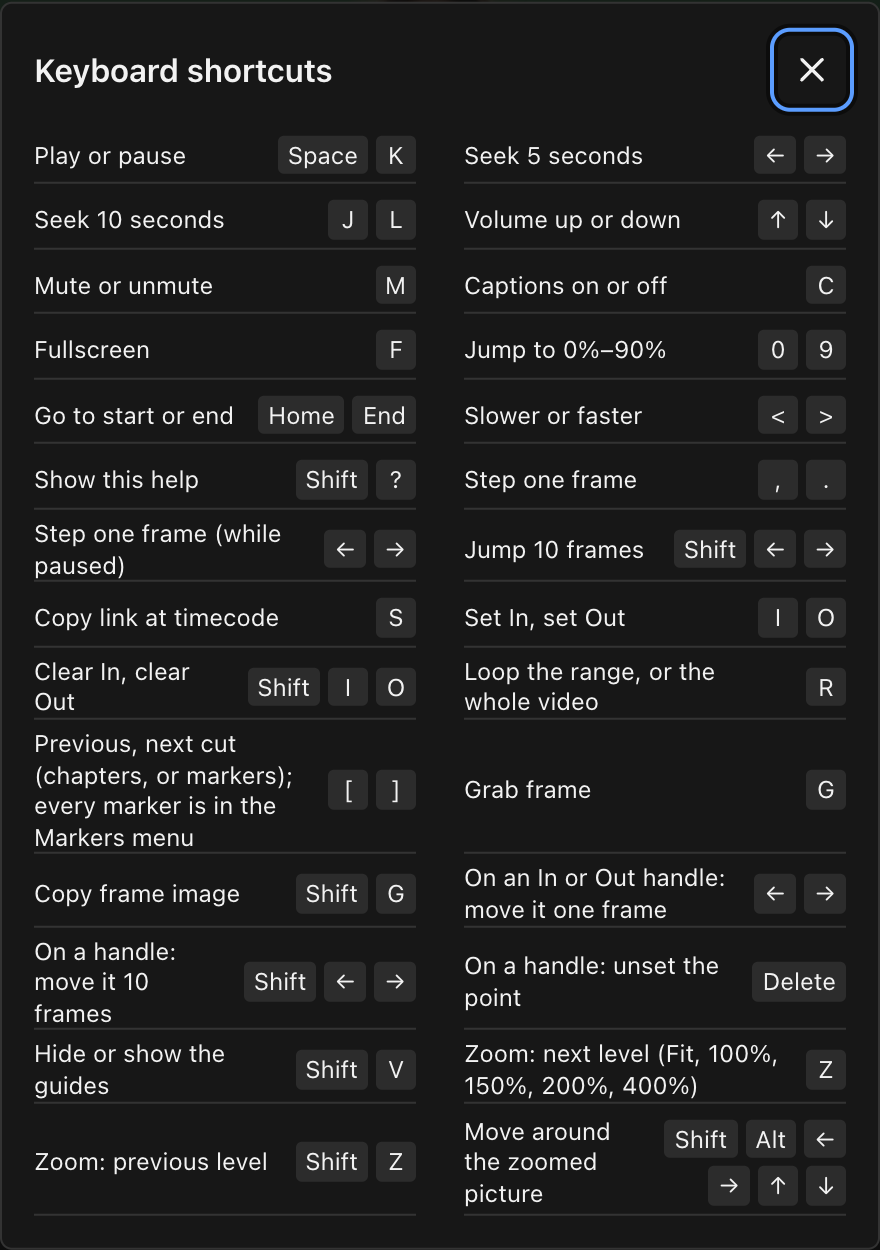 Keyboard shortcuts
Play or pause Space K
Seek 5 seconds ← →
Seek 10 seconds J L
Volume up or down ↑ ↓
Mute or unmute M
Captions on or off C
Fullscreen F
Jump to 0%–90% 0 9
Go to start or end Home End
Slower or faster < >
Show this help Shift ?
Step one frame , .
Step one frame (while
paused) ← →
Jump 10 frames Shift ← →
Copy link at timecode S
Set In, set Out I O
Clear In, clear
Out Shift I O
Loop the range, or the
whole video R
Previous, next cut
(chapters, or markers);
every marker is in the
Markers menu [ ]
Grab frame G
Copy frame image Shift G
On an In or Out handle:
move it one frame ← →
On a handle:
move it 10
frames Shift ← →
On a handle: unset the
point Delete
Hide or show the
guides Shift V
Zoom: next level (Fit, 100%,
150%, 200%, 400%) Z
Zoom: previous level Shift Z
Move around
the zoomed
picture Shift Alt ←
→ ↑ ↓